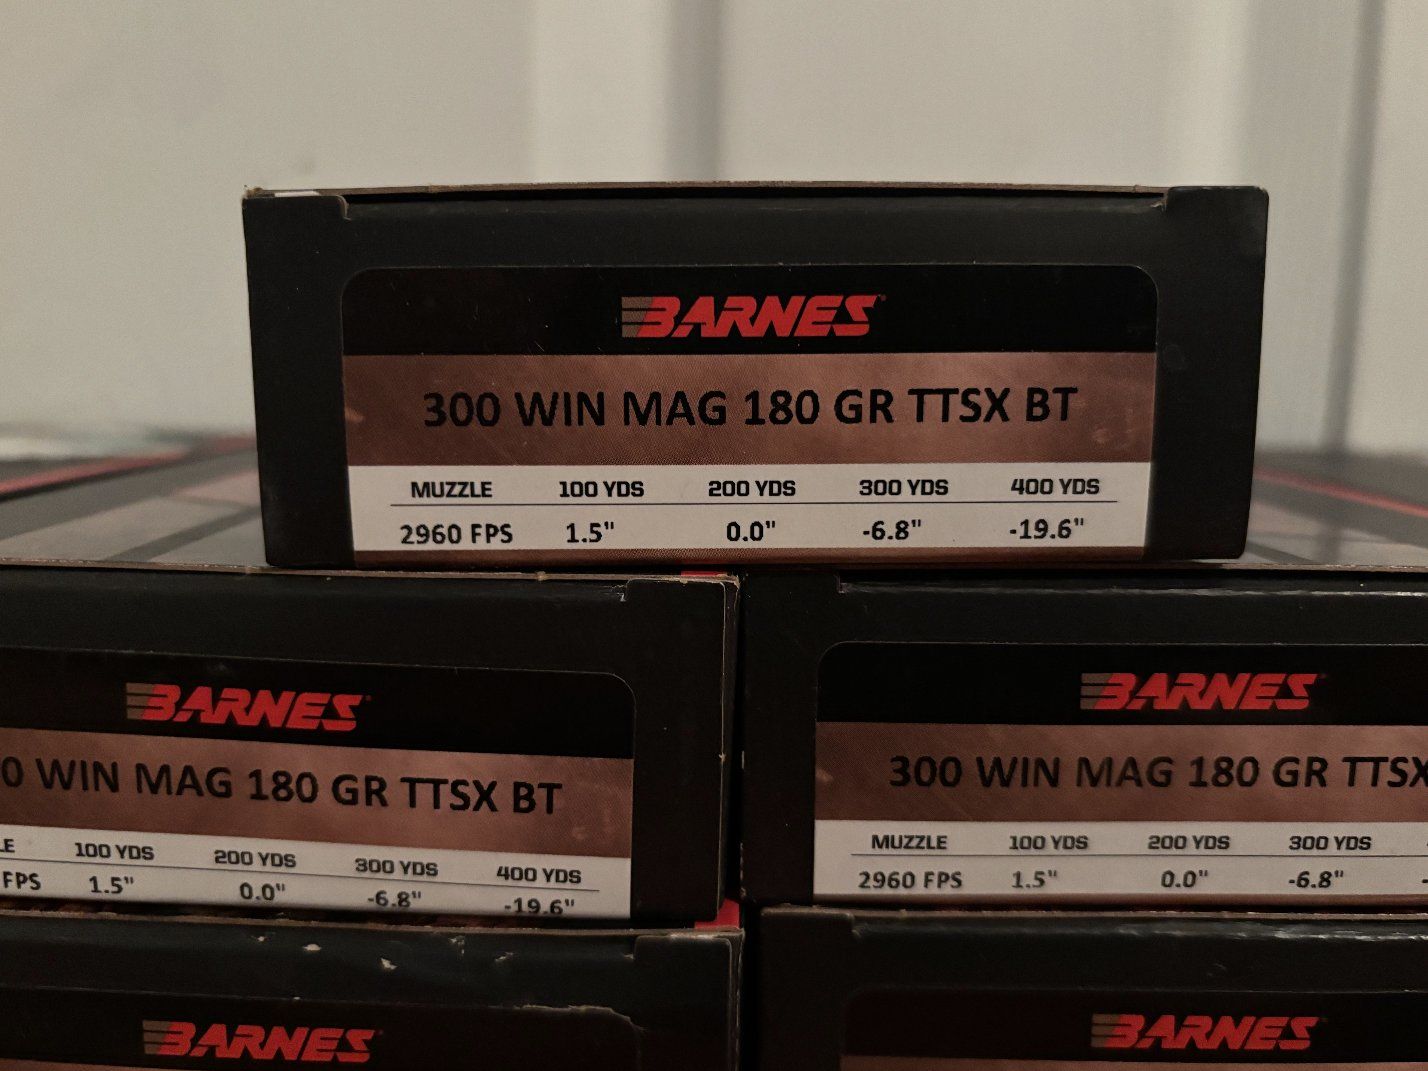 BARNES
300 WIN MAG 180 GR TTSX BT
MUZZLE 100 YDS 200 YDS 300 YDS 400 YDS
2960 FPS 1.5" 0.0" -6.8" -19.6"
BARNES
0 WIN MAG 180 GR TTSX BT
LE 100 YDS 200 YDS 300 YDS 400 YDS
FPS 1.5" 0.0" -6.8" -19.6"
BARNES
300 WIN MAG 180 GR TTSX
MUZZLE 100 YDS 200 YDS 300 YDS
2960 FPS 1.5" 0.0" -6.8"
BARNES
BARNES